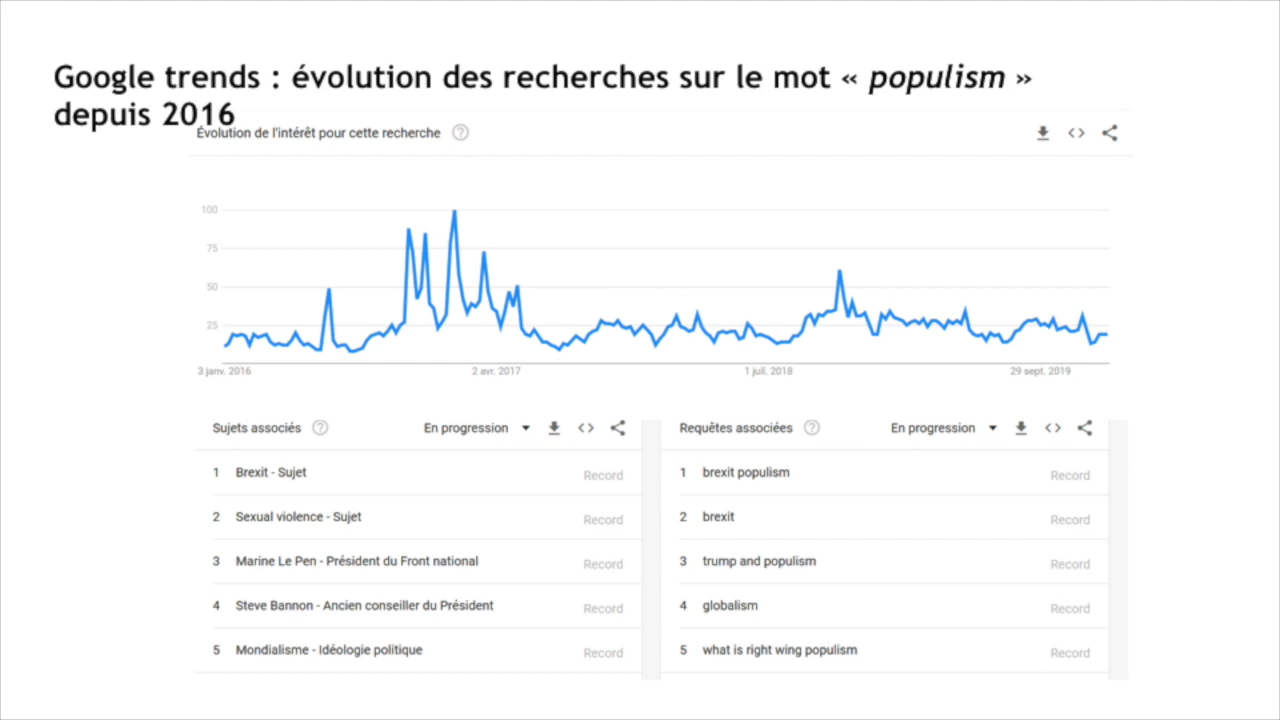 Google trends : évolution des recherches sur le mot « populism »
depuis 2016
Évolution de l'intérêt pour cette recherche ?
100
75
50
25
3 janv. 2016 2 avr. 2017 1 juil. 2018 29 sept. 2019
Sujets associés ? En progression
1 Brexit - Sujet Record
2 Sexual violence - Sujet Record
3 Marine Le Pen - Président du Front national Record
4 Steve Bannon - Ancien conseiller du Président Record
5 Mondialisme - Idéologie politique Record
Requêtes associées ? En progression
1 brexit populism Record
2 brexit Record
3 trump and populism Record
4 globalism Record
5 what is right wing populism Record